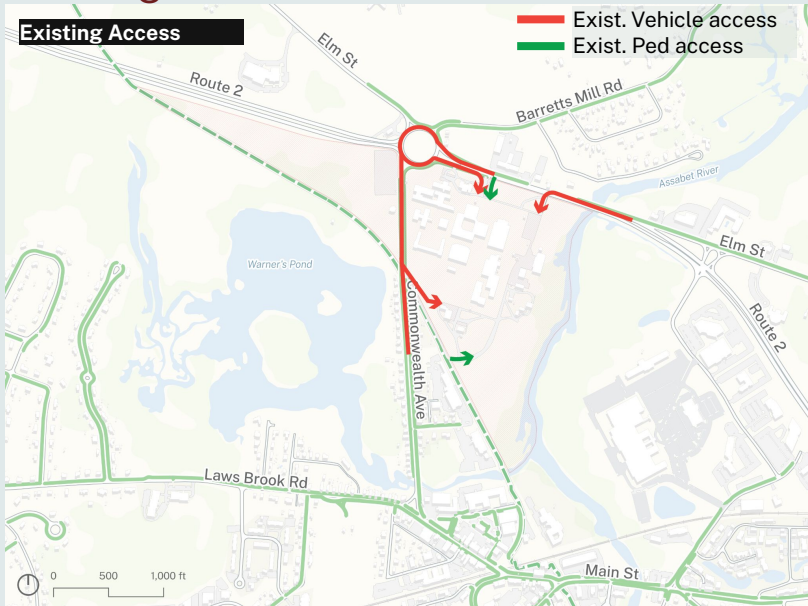 Existing Access
Exist. Vehicle access
Exist. Ped access
Elm St
Route 2
Barretts Mill Rd
Assabet River
Elm St
Warner's Pond
Commonwealth Ave
Route 2
Laws Brook Rd
Main St
0 500 1,000 ft